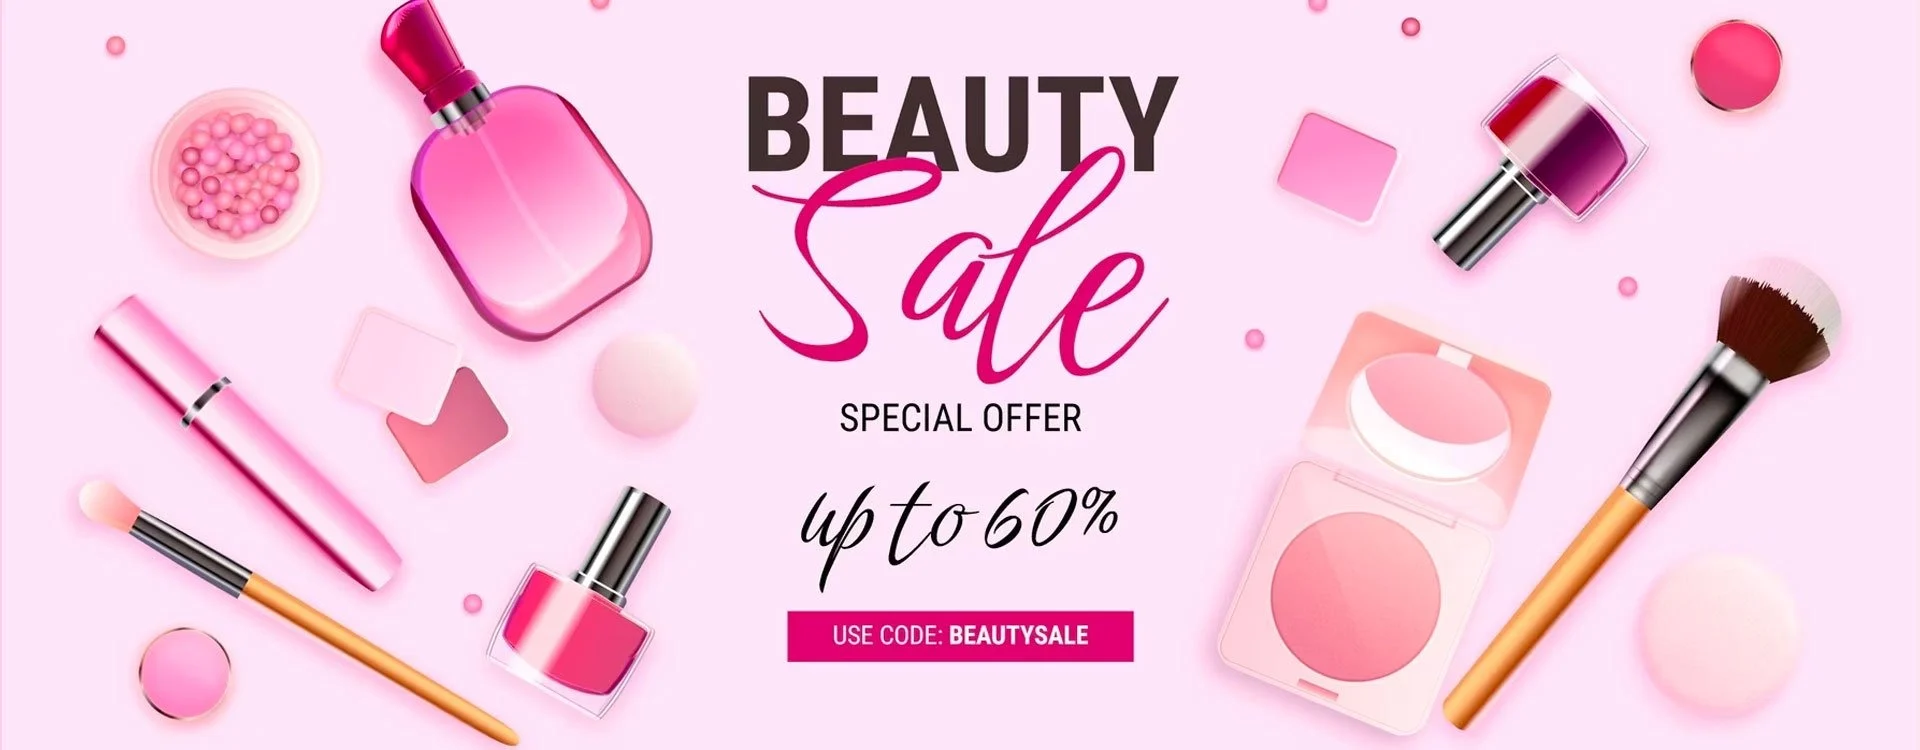 BEAUTY
Sale
SPECIAL OFFER
up to 60%
USE CODE: BEAUTYSALE